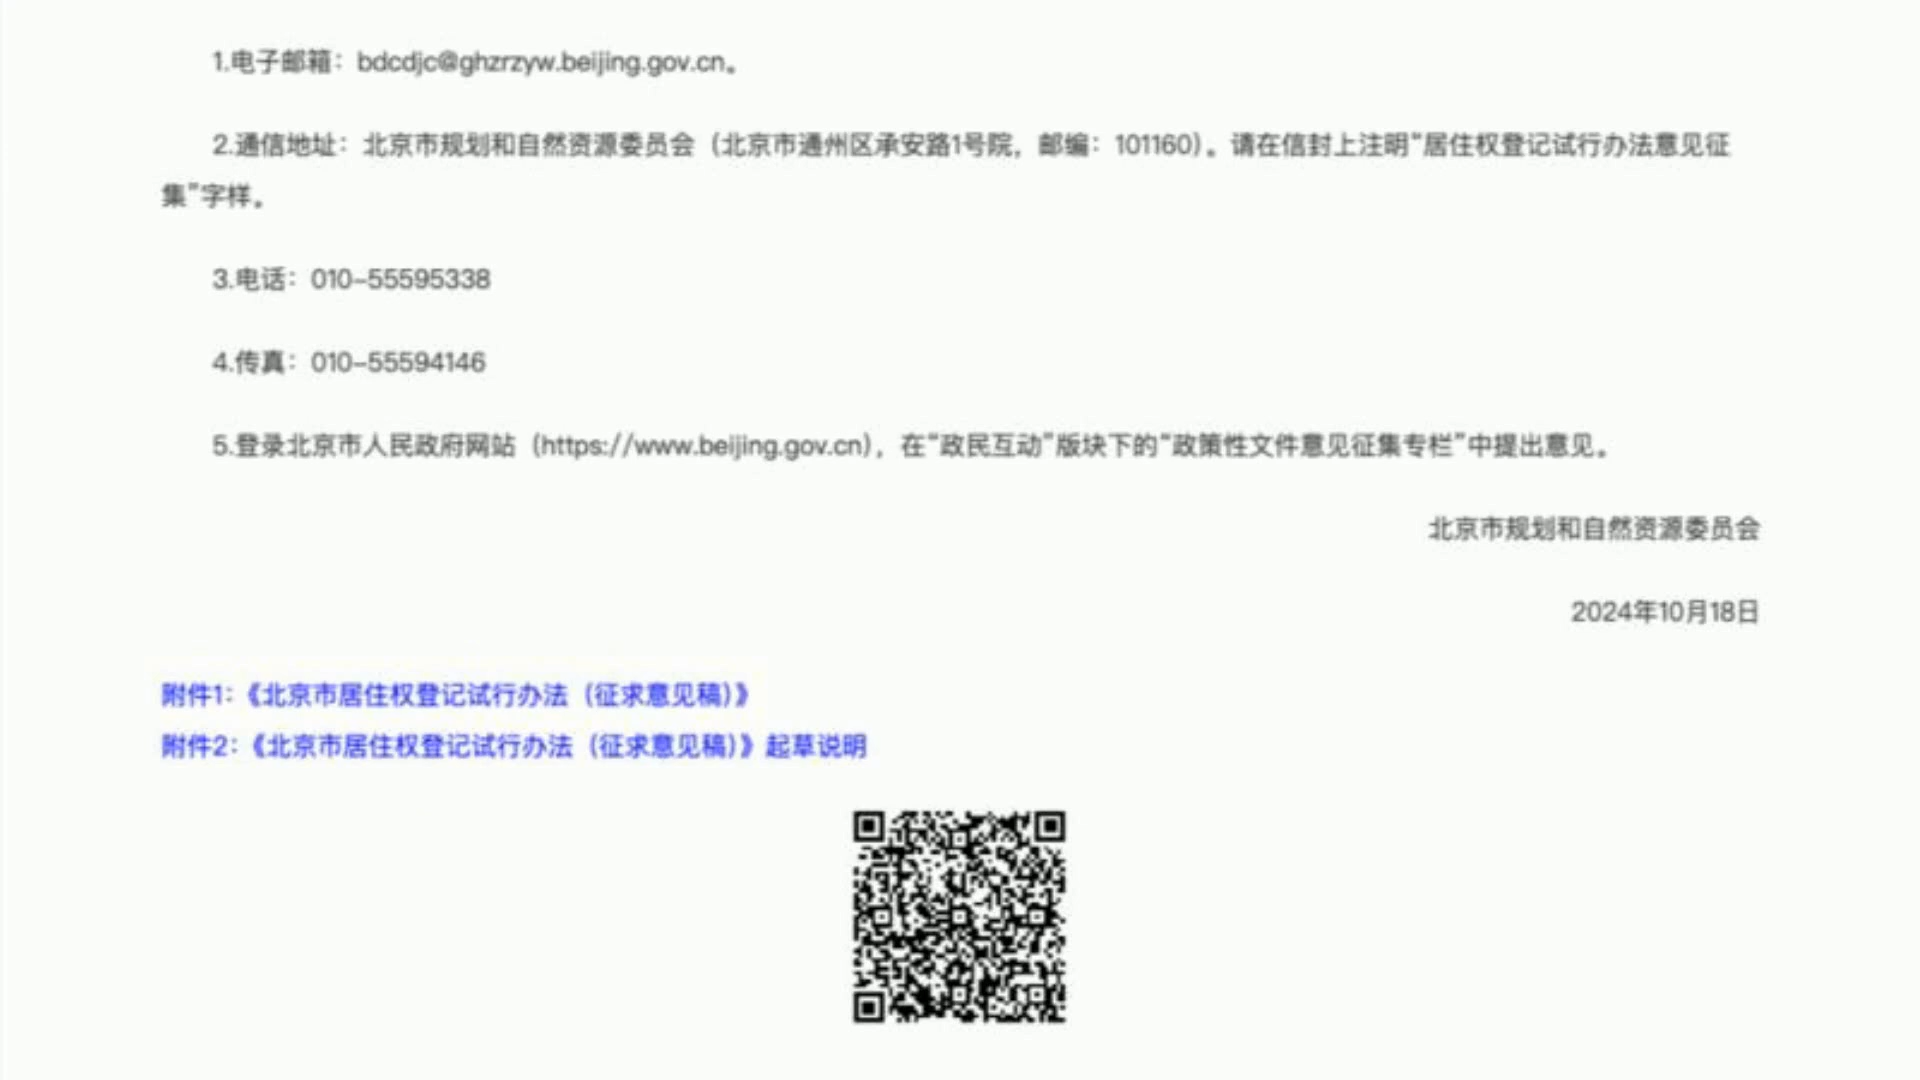 1.电子邮箱：bdcdjc@ghzrzyw.beijing.gov.cn。
2.通信地址：北京市规划和自然资源委员会（北京市通州区承安路1号院，邮编：101160）。请在信封上注明“居住权登记试行办法意见征
集”字样。
3.电话：010-55595338
4.传真：010-55594146
5.登录北京市人民政府网站（https://www.beijing.gov.cn），在“政民互动”版块下的“政策性文件意见征集专栏”中提出意见。
北京市规划和自然资源委员会
2024年10月18日
附件1：《北京市居住权登记试行办法（征求意见稿）》
附件2：《北京市居住权登记试行办法（征求意见稿）》起草说明